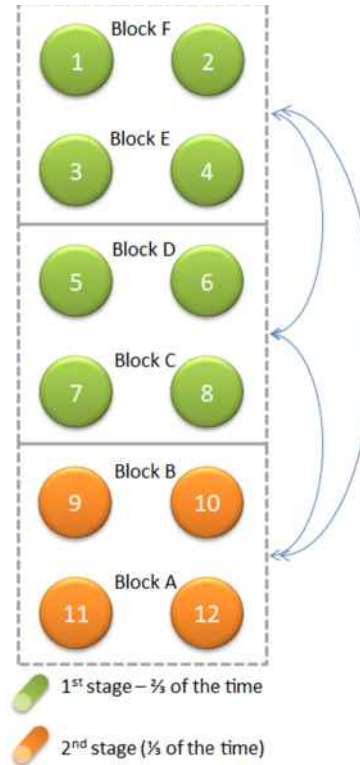 Block F
1 2
Block E
3 4
Block D
5 6
Block C
7 8
Block B
9 10
Block A
11 12
1st stage – ⅔ of the time
2nd stage (⅓ of the time)